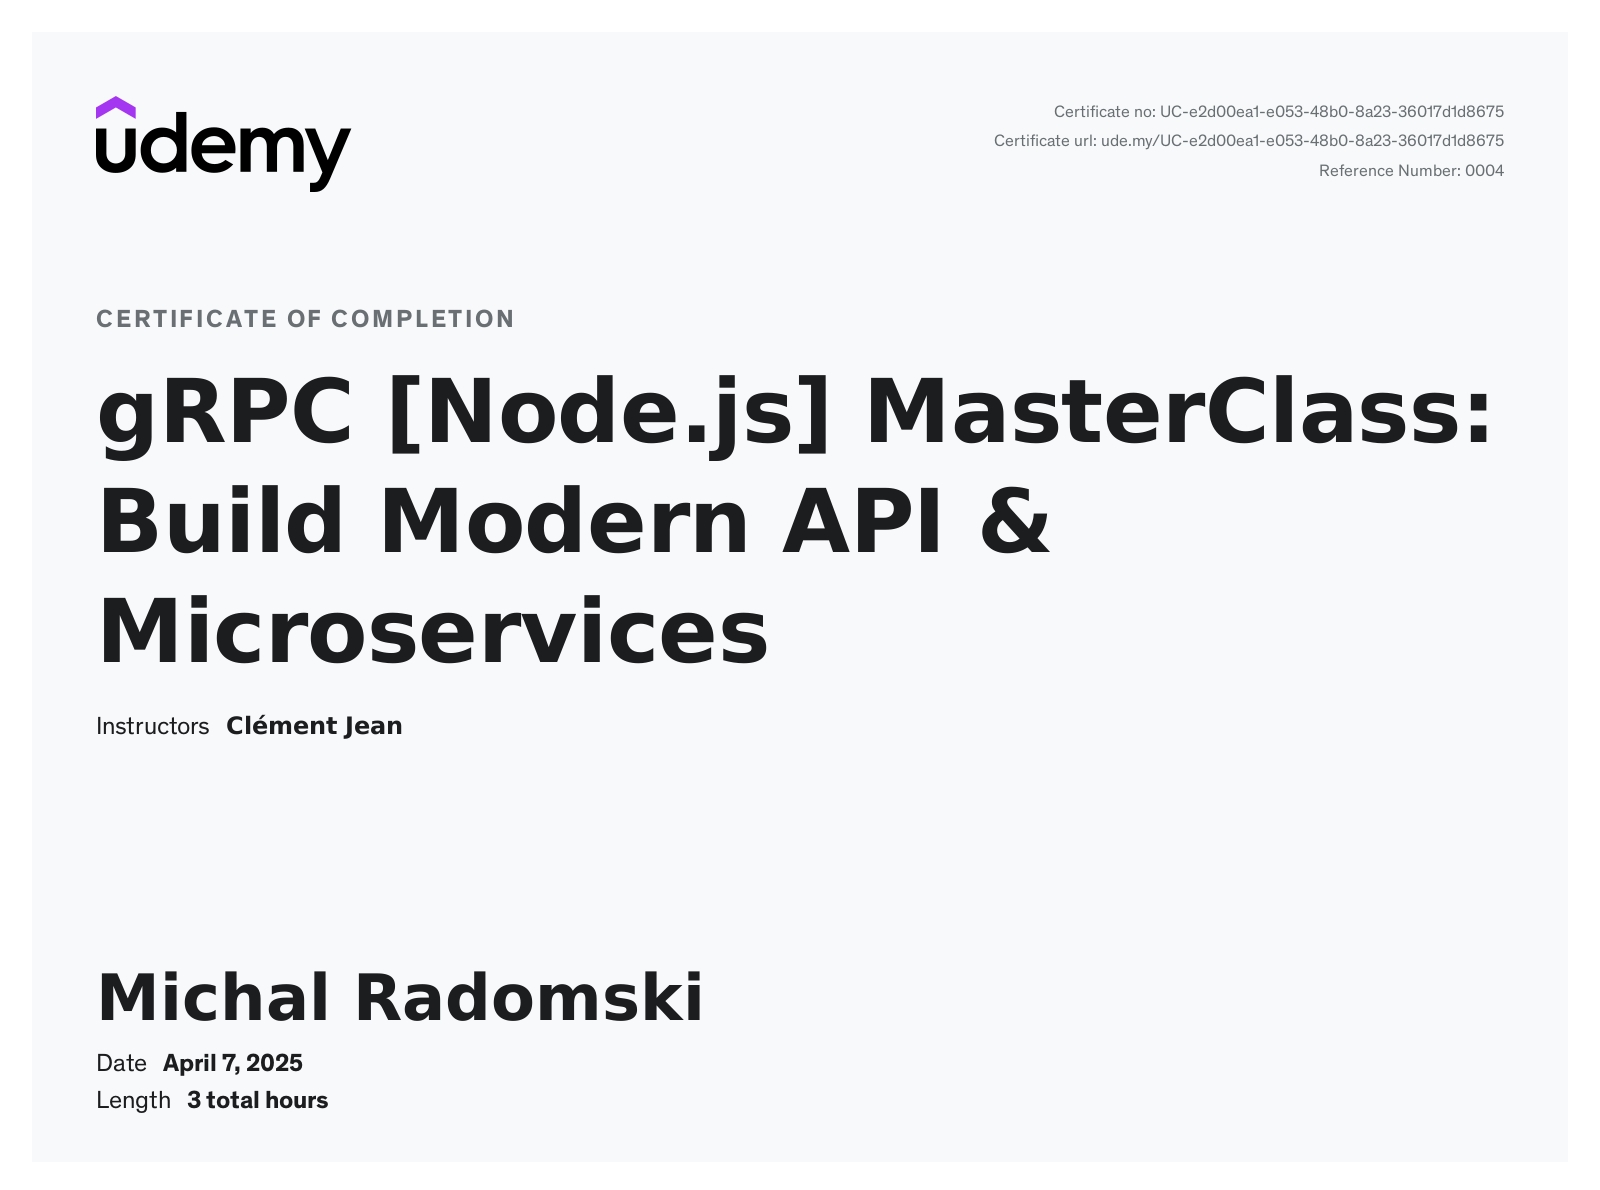 udemy
Certificate no: UC-e2d00ea1-e053-48b0-8a23-36017d1d8675
Certificate url: ude.my/UC-e2d00ea1-e053-48b0-8a23-36017d1d8675
Reference Number: 0004
CERTIFICATE OF COMPLETION
gRPC [Node.js] MasterClass:
Build Modern API &
Microservices
Instructors Clément Jean
Michal Radomski
Date April 7, 2025
Length 3 total hours